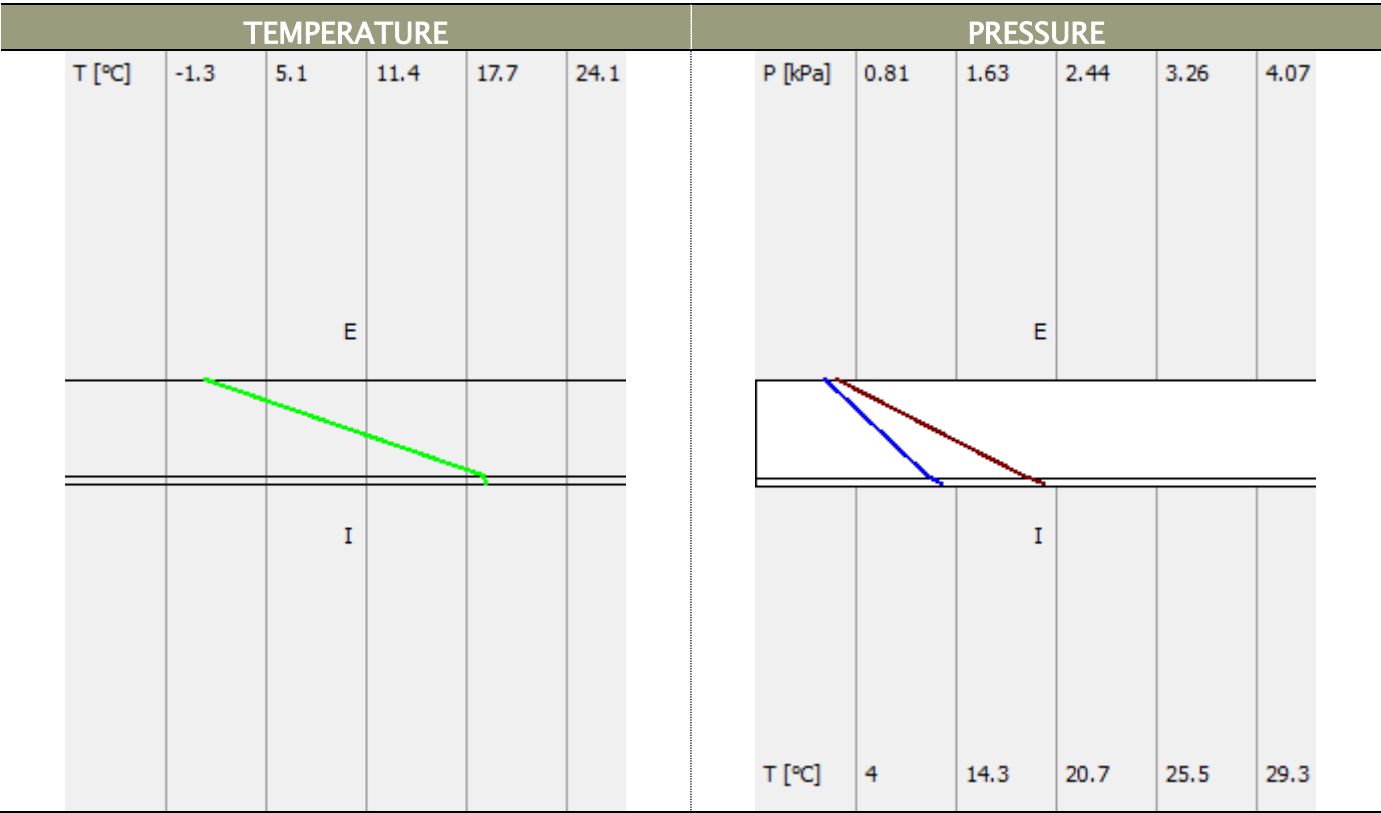 TEMPERATURE
PRESSURE
T [ºC] -1.3 5.1 11.4 17.7 24.1
P [kPa] 0.81 1.63 2.44 3.26 4.07
E
E
I
I
T [ºC] 4 14.3 20.7 25.5 29.3